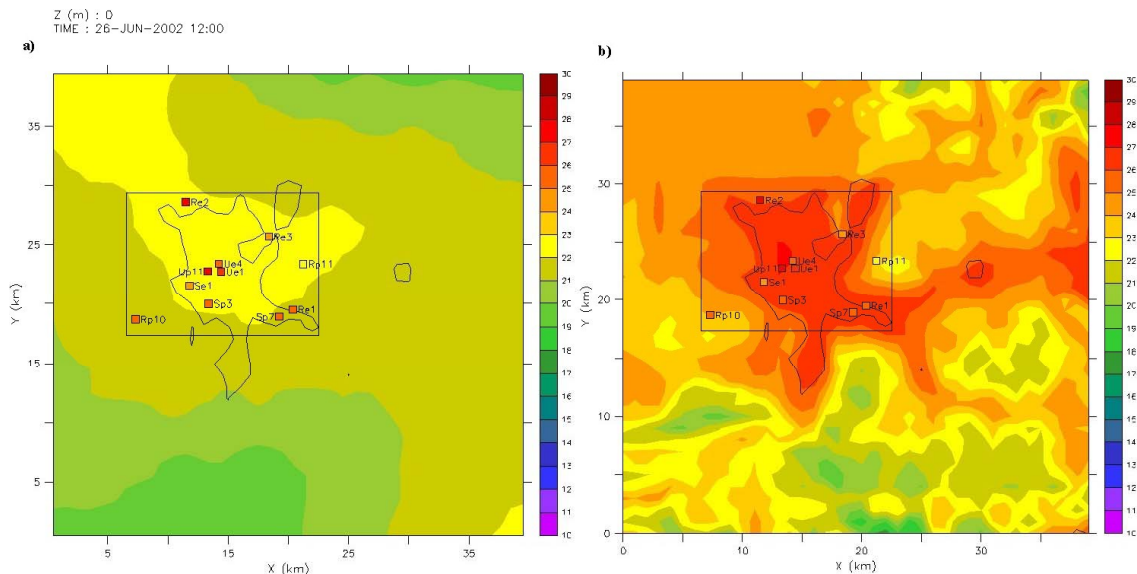 Z (m) : 0
TIME : 26-JUN-2002 12:00
a)
b)
35
25
15
5
Y (km)
5
15
25
35
X (km)
Re2
Re3
Ue4
Up11
Ue1
Rp11
Se1
Sp3
Re1
Sp7
Rp10
30
29
28
27
26
25
24
23
22
21
20
19
18
17
16
15
14
13
12
11
10
40
30
20
10
0
Y (km)
0
10
20
30
X (km)
Re2
Re3
Ue4
Up11
Ue1
Rp11
Se1
Sp3
Re1
Sp7
Rp10
30
29
28
27
26
25
24
23
22
21
20
19
18
17
16
15
14
13
12
11
10